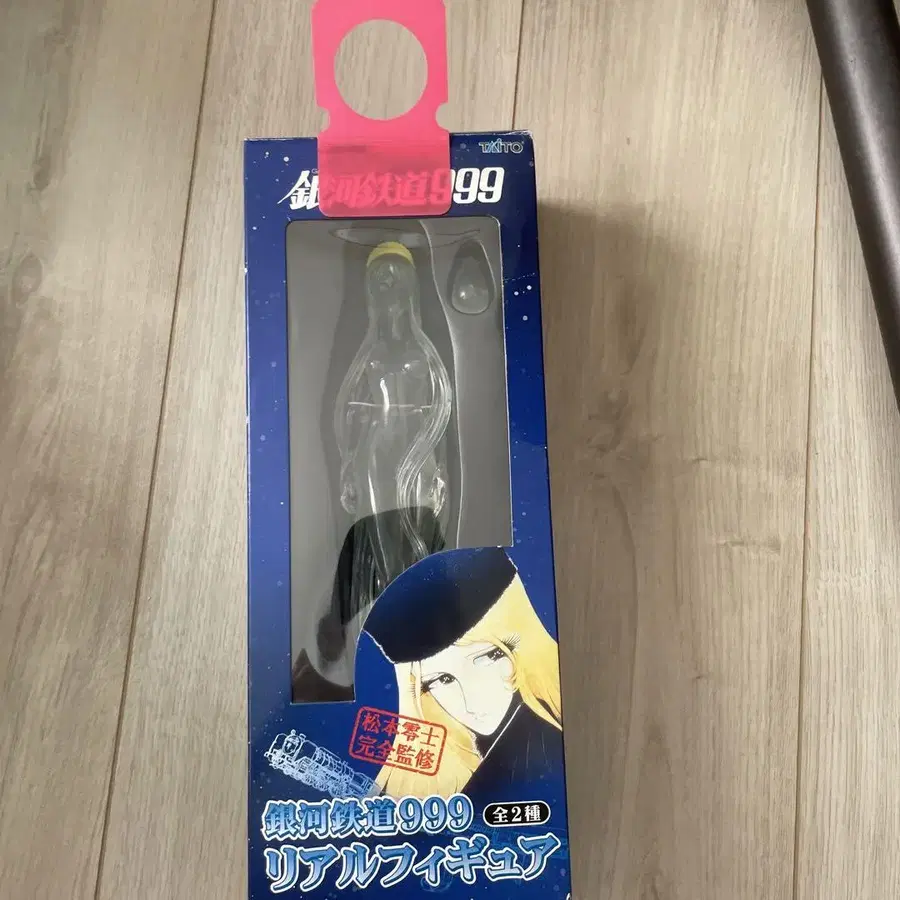 TAITO
銀河鉄道999
松本零士
完全監修
銀河鉄道999 全2種
リアルフィギュア